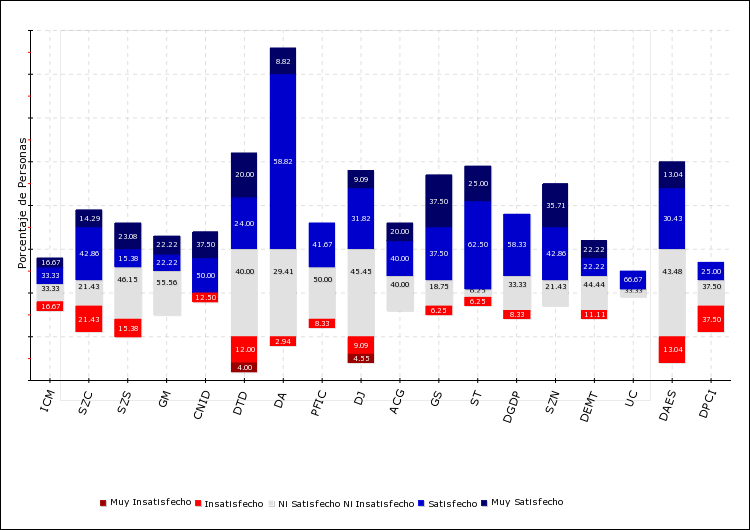 Porcentaje de Personas
16.67
33.33
33.33
16.67
14.29
42.86
21.43
21.43
23.08
15.38
46.15
15.38
22.22
22.22
55.56
37.50
50.00
12.50
20.00
24.00
40.00
12.00
4.00
8.82
58.82
29.41
2.94
41.67
50.00
8.33
9.09
31.82
45.45
9.09
4.55
20.00
40.00
40.00
37.50
37.50
18.75
6.25
25.00
62.50
6.25
6.25
58.33
33.33
8.33
35.71
42.86
21.43
22.22
22.22
44.44
11.11
66.67
33.33
13.04
30.43
43.48
13.04
25.00
37.50
37.50
ICM
SZC
SZS
GM
CNID
DTD
DA
PFIC
DJ
ACG
GS
ST
DGDP
SZN
DEMT
UC
DAES
DPCI
Muy Insatisfecho
Insatisfecho
Ni Satisfecho Ni Insatisfecho
Satisfecho
Muy Satisfecho